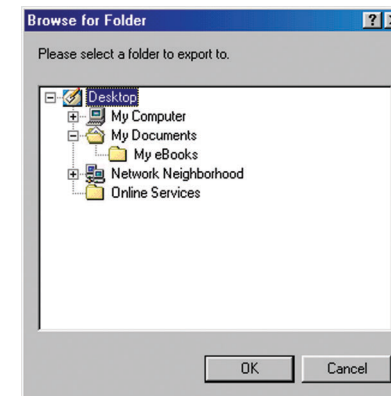 Browse for Folder
Please select a folder to export to.
Desktop
My Computer
My Documents
My eBooks
Network Neighborhood
Online Services
OK
Cancel